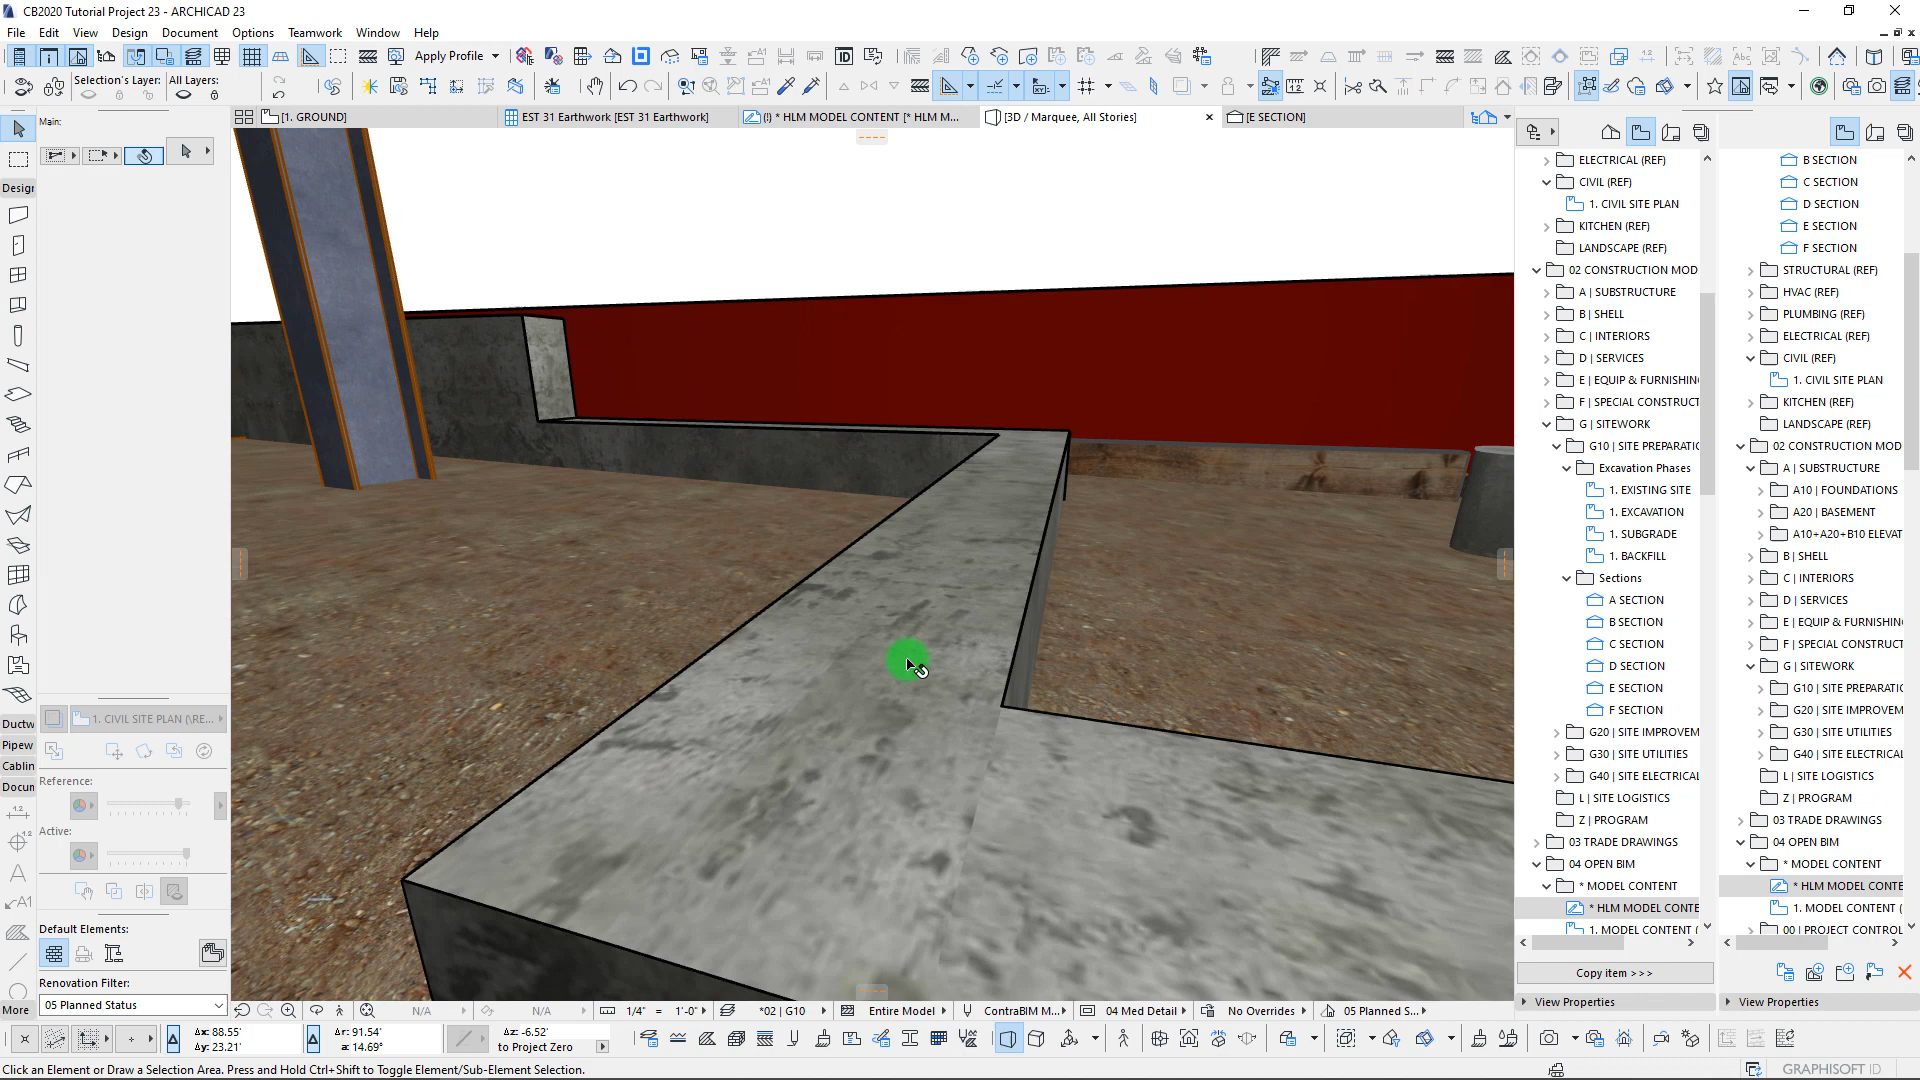 CB2020 Tutorial Project 23 - ARCHICAD 23
File Edit View Design Document Options Teamwork Window Help
Apply Profile
Selection's Layer: All Layers:
[1. GROUND]
EST 31 Earthwork [EST 31 Earthwork]
(!) * HLM MODEL CONTENT [* HLM M...
[3D / Marquee, All Stories]
[E SECTION]
Main:
Design
Ductw
Pipew
Cablin
Docum
More
1. CIVIL SITE PLAN (\RE...
Reference:
Active:
Default Elements:
Renovation Filter:
05 Planned Status
ELECTRICAL (REF)
CIVIL (REF)
1. CIVIL SITE PLAN
KITCHEN (REF)
LANDSCAPE (REF)
02 CONSTRUCTION MOD
A | SUBSTRUCTURE
B | SHELL
C | INTERIORS
D | SERVICES
E | EQUIP & FURNISHIN
F | SPECIAL CONSTRUCT
G | SITEWORK
G10 | SITE PREPARATIC
Excavation Phases
1. EXISTING SITE
1. EXCAVATION
1. SUBGRADE
1. BACKFILL
Sections
A SECTION
B SECTION
C SECTION
D SECTION
E SECTION
F SECTION
G20 | SITE IMPROVEM
G30 | SITE UTILITIES
G40 | SITE ELECTRICAL
L | SITE LOGISTICS
Z | PROGRAM
03 TRADE DRAWINGS
04 OPEN BIM
* MODEL CONTENT
* HLM MODEL CONTE
1. MODEL CONTENT (
Copy item >>>
View Properties
B SECTION
C SECTION
D SECTION
E SECTION
F SECTION
STRUCTURAL (REF)
HVAC (REF)
PLUMBING (REF)
ELECTRICAL (REF)
CIVIL (REF)
1. CIVIL SITE PLAN
KITCHEN (REF)
LANDSCAPE (REF)
02 CONSTRUCTION MOD
A | SUBSTRUCTURE
A10 | FOUNDATIONS
A20 | BASEMENT
A10+A20+B10 ELEVAT
B | SHELL
C | INTERIORS
D | SERVICES
E | EQUIP & FURNISHIN
F | SPECIAL CONSTRUCT
G | SITEWORK
G10 | SITE PREPARATIC
G20 | SITE IMPROVEM
G30 | SITE UTILITIES
G40 | SITE ELECTRICAL
L | SITE LOGISTICS
Z | PROGRAM
03 TRADE DRAWINGS
04 OPEN BIM
* MODEL CONTENT
* HLM MODEL CONTE
1. MODEL CONTENT (
00 | PROJECT CONTROL
View Properties
N/A N/A 1/4" = 1'-0" *02 | G10 Entire Model ContraBIM M... 04 Med Detail No Overrides 05 Planned S...
Δx: 88.55' Δr: 91.54' Δz: -6.52'
Δy: 23.21' a: 14.69° to Project Zero
Click an Element or Draw a Selection Area. Press and Hold Ctrl+Shift to Toggle Element/Sub-Element Selection.
GRAPHISOFT ID